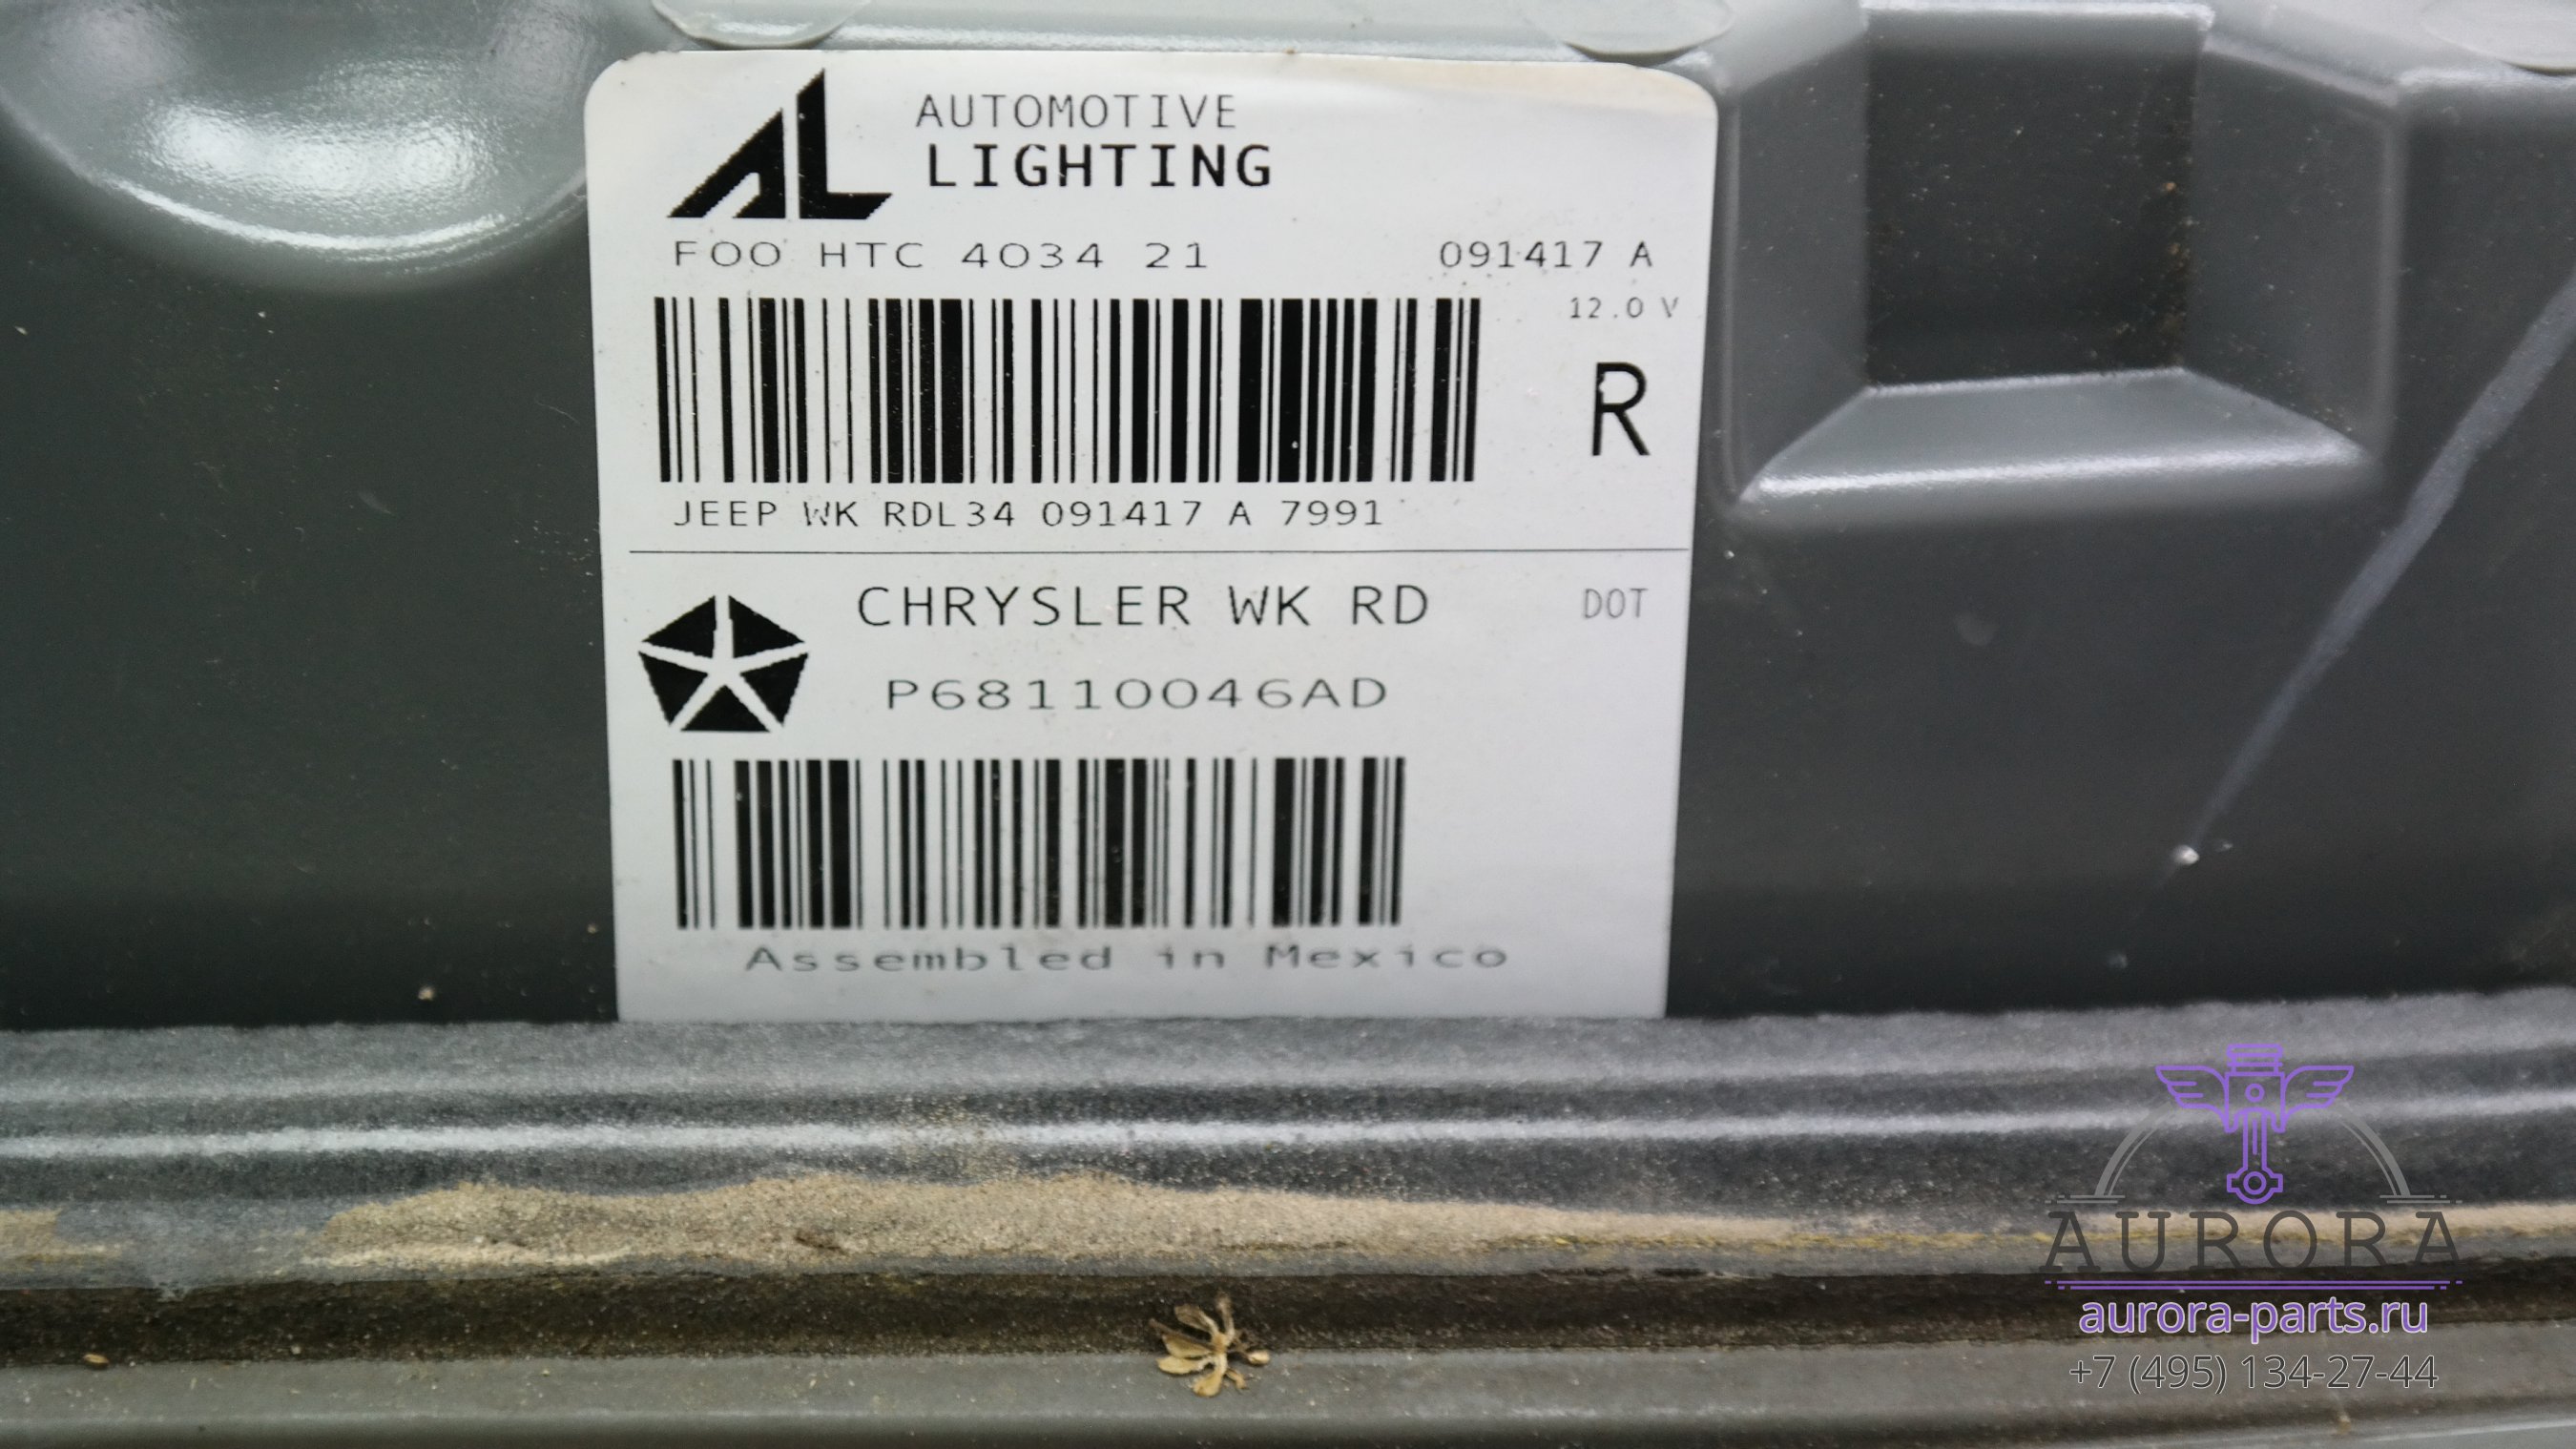 AL AUTOMOTIVE
LIGHTING
FOO HTC 4034 21 091417 A
12.0 V
R
JEEP WK RDL34 091417 A 7991
CHRYSLER WK RD DOT
P68110046AD
Assembled in Mexico
AURORA
aurora-parts.ru
+7 (495) 134-27-44